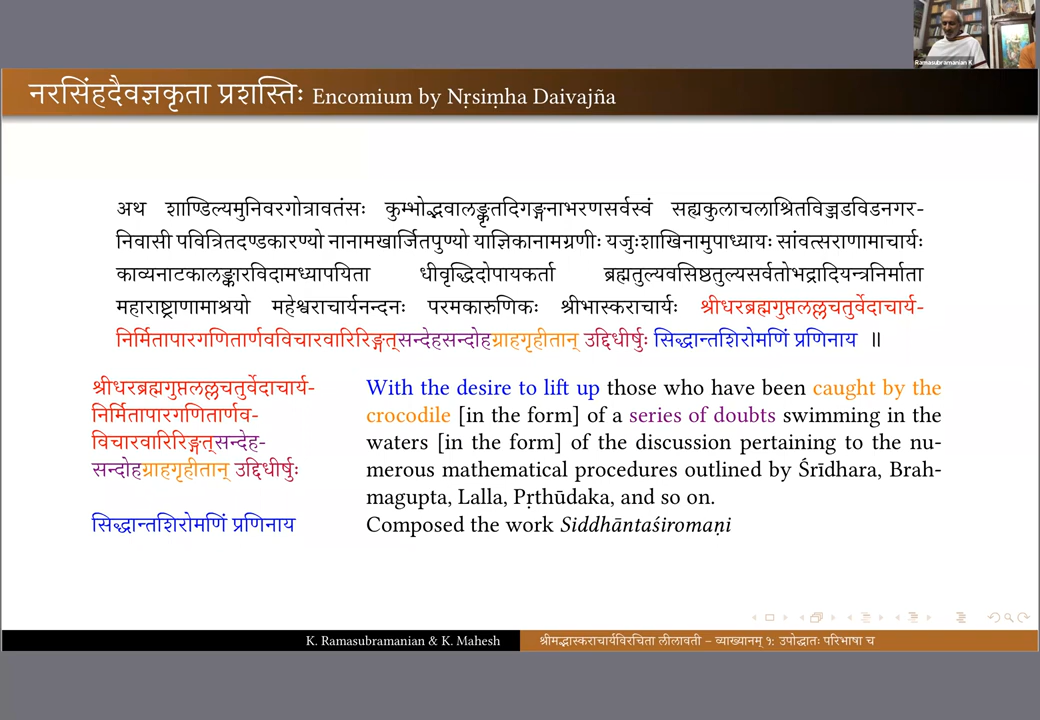 Ramasubramanian K
नरसिंहदैवज्ञकृता प्रशस्तिः Encomium by Nṛsiṃha Daivajña
अथ शाण्डिल्यमुनिवरगोत्रावतंसः कुम्भोद्भवालङ्कृतदिगङ्गनाभरणसर्वस्वं सह्यकुलाचलाश्रितविज्जडविडनगर-
निवासी पवित्रितदण्डकारण्यो नानामखार्जितपुण्यो याज्ञिकानामग्रणीः यजुःशाखिनामुपाध्यायः सांवत्सराणामाचार्यः
काव्यनाटकालङ्कारविदामध्यापयिता धीवृद्धिदोपायकर्ता ब्रह्मतुल्यवसिष्ठतुल्यसर्वतोभद्रादियन्त्रनिर्माता
महाराष्ट्राणामाश्रयो महेश्वराचार्यनन्दनः परमकारुणिकः श्रीभास्कराचार्यः श्रीधरब्रह्मगुप्तलल्लचतुर्वेदाचार्य-
निर्मितापारगणितार्णवविचारवारिरिङ्गत्सन्देहसन्दोहग्राहगृहीतान् उद्दिधीर्षुः सिद्धान्तशिरोमणिं प्रणिनाय ॥
श्रीधरब्रह्मगुप्तलल्लचतुर्वेदाचार्य-
निर्मितापारगणितार्णव-
विचारवारिरिङ्गत्सन्देह-
सन्दोहग्राहगृहीतान् उद्दिधीर्षुः
With the desire to lift up those who have been caught by the
crocodile [in the form] of a series of doubts swimming in the
waters [in the form] of the discussion pertaining to the nu-
merous mathematical procedures outlined by Śrīdhara, Brah-
magupta, Lalla, Pṛthūdaka, and so on.
सिद्धान्तशिरोमणिं प्रणिनाय
Composed the work Siddhāntaśiromaṇi
K. Ramasubramanian & K. Mahesh
श्रीमद्भास्कराचार्यविरचिता लीलावती – व्याख्यानम् १: उपोद्घातः परिभाषा च